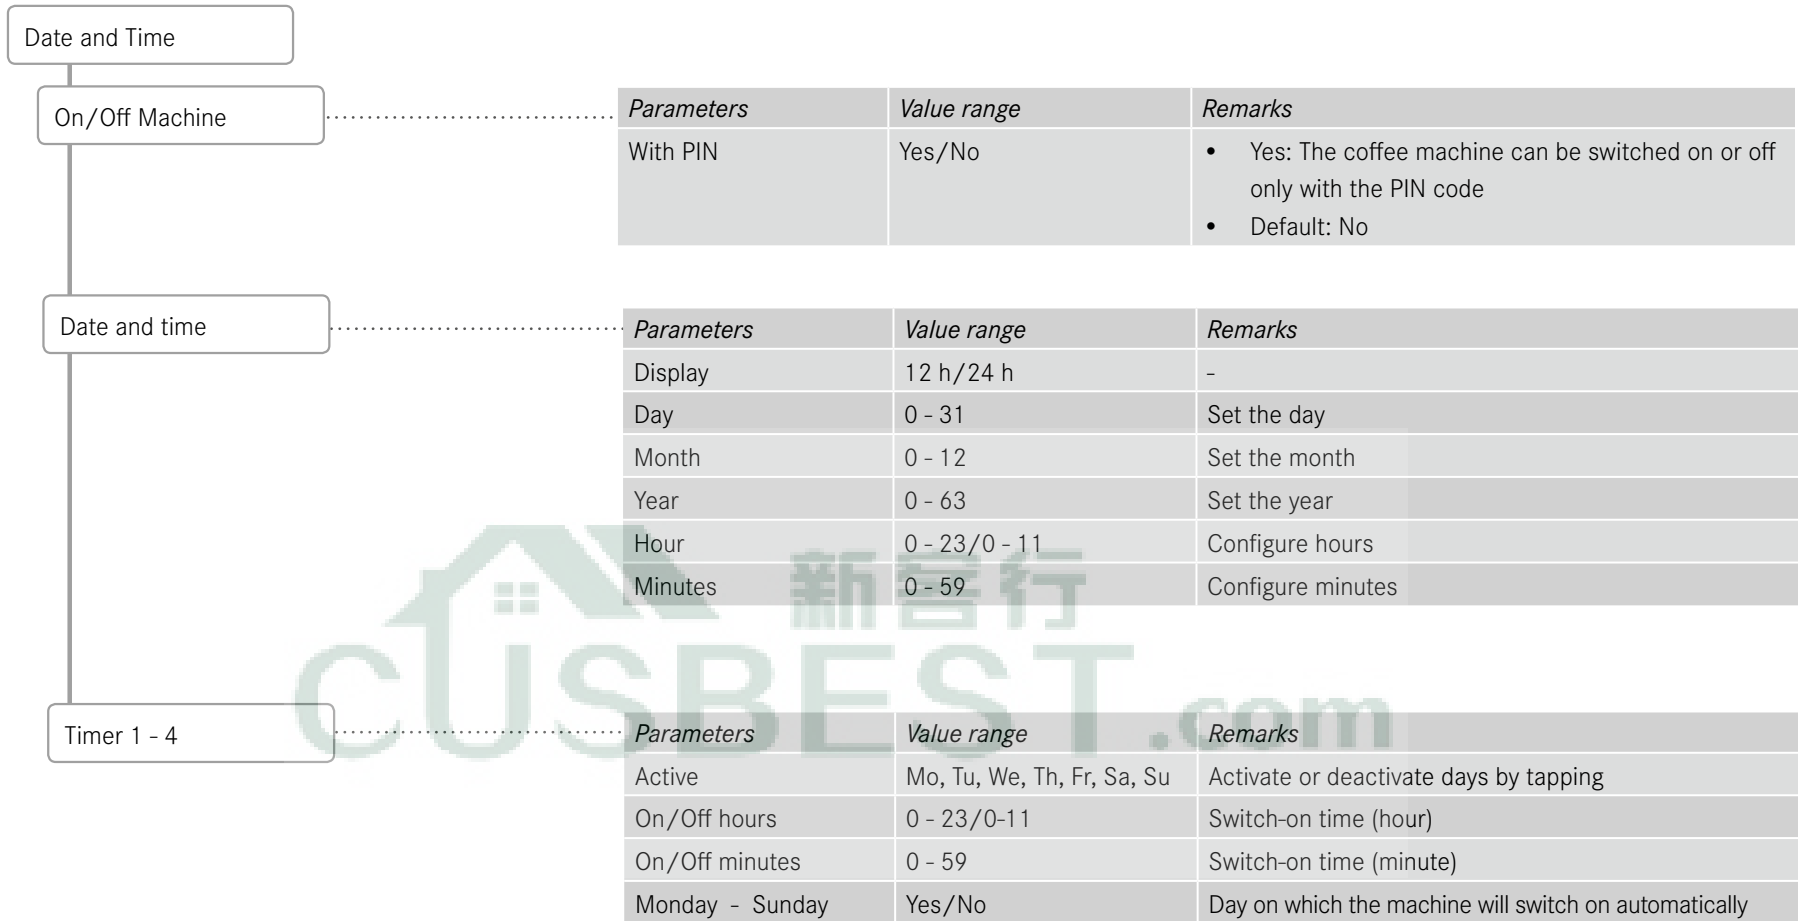 Date and Time
On/Off Machine
Parameters Value range Remarks
With PIN Yes/No • Yes: The coffee machine can be switched on or off
only with the PIN code
• Default: No
Date and time
Parameters Value range Remarks
Display 12 h/24 h -
Day 0 - 31 Set the day
Month 0 - 12 Set the month
Year 0 - 63 Set the year
Hour 0 - 23/0 - 11 Configure hours
Minutes 0 - 59 Configure minutes
新客行
CUSBEST.com
Timer 1 - 4
Parameters Value range Remarks
Active Mo, Tu, We, Th, Fr, Sa, Su Activate or deactivate days by tapping
On/Off hours 0 - 23/0-11 Switch-on time (hour)
On/Off minutes 0 - 59 Switch-on time (minute)
Monday - Sunday Yes/No Day on which the machine will switch on automatically